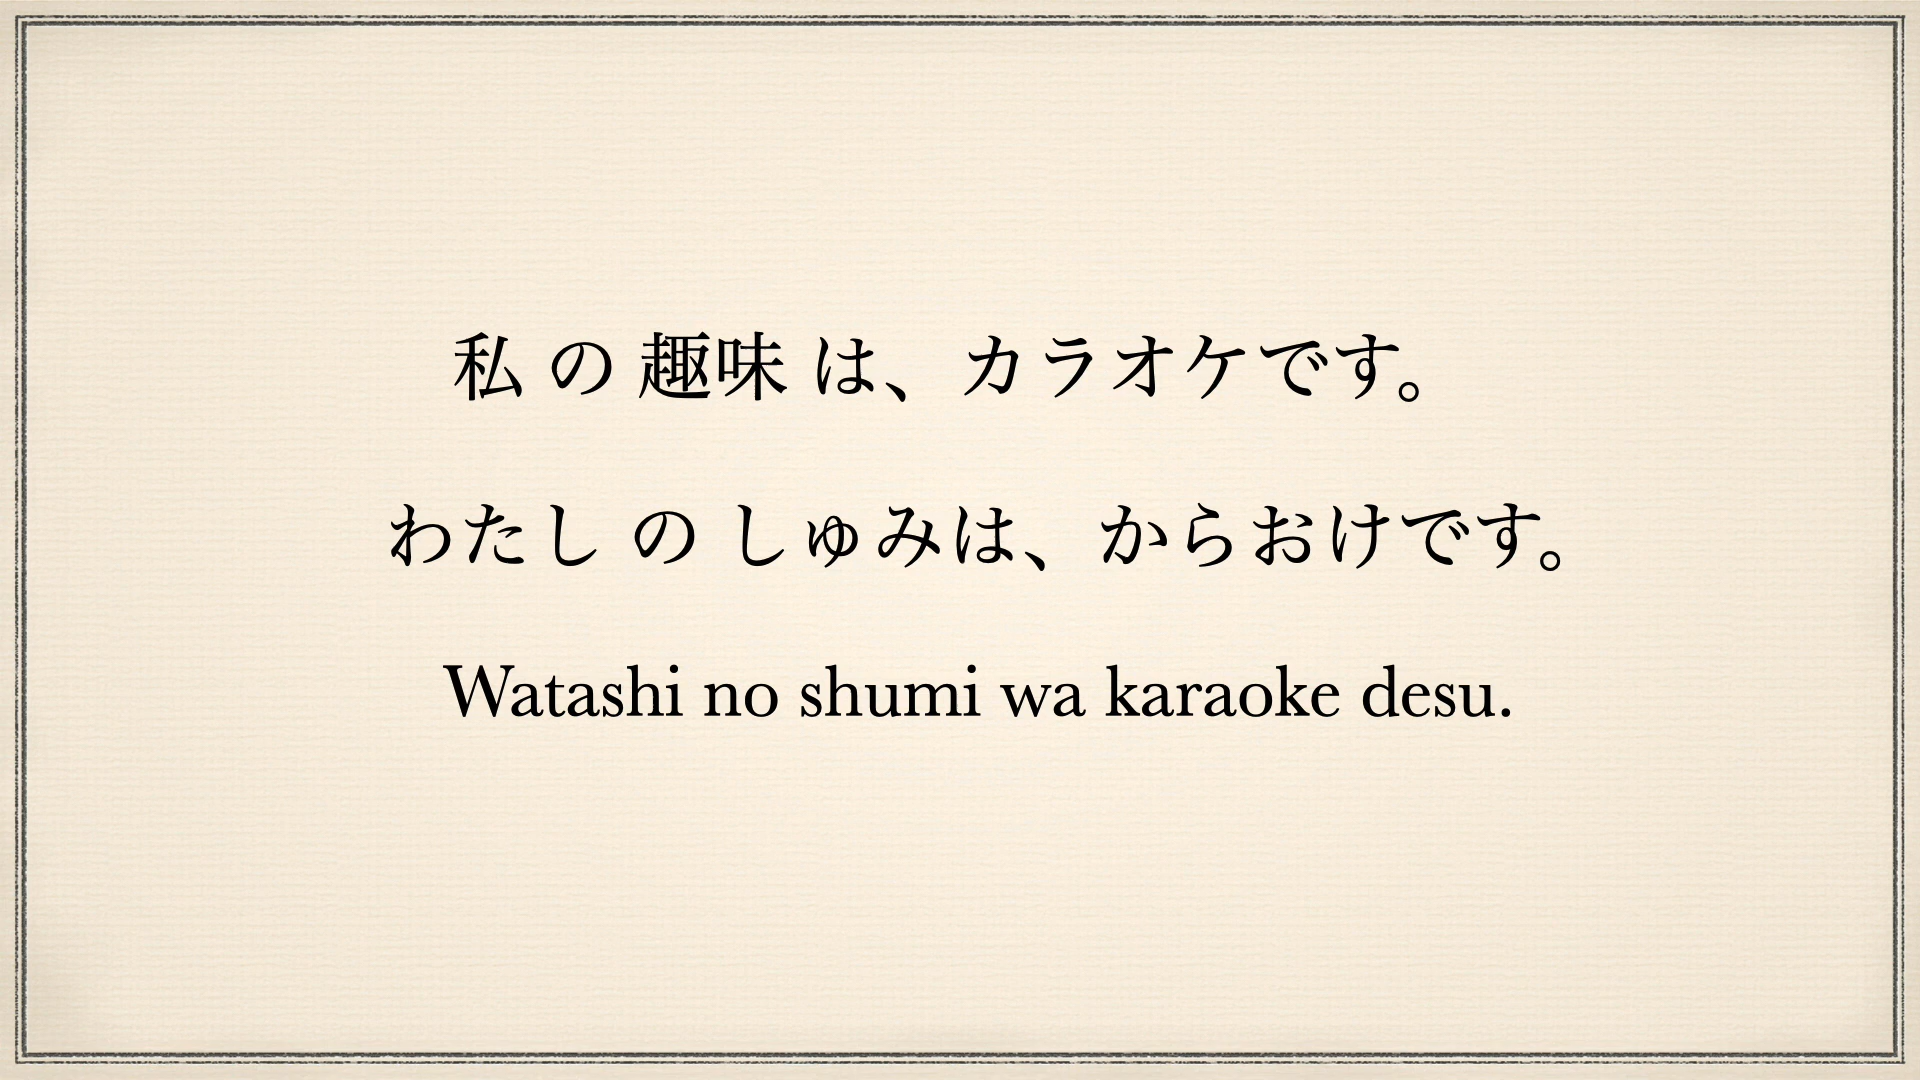 私 の 趣味 は、カラオケです。
わたし の しゅみは、からおけです。
Watashi no shumi wa karaoke desu.